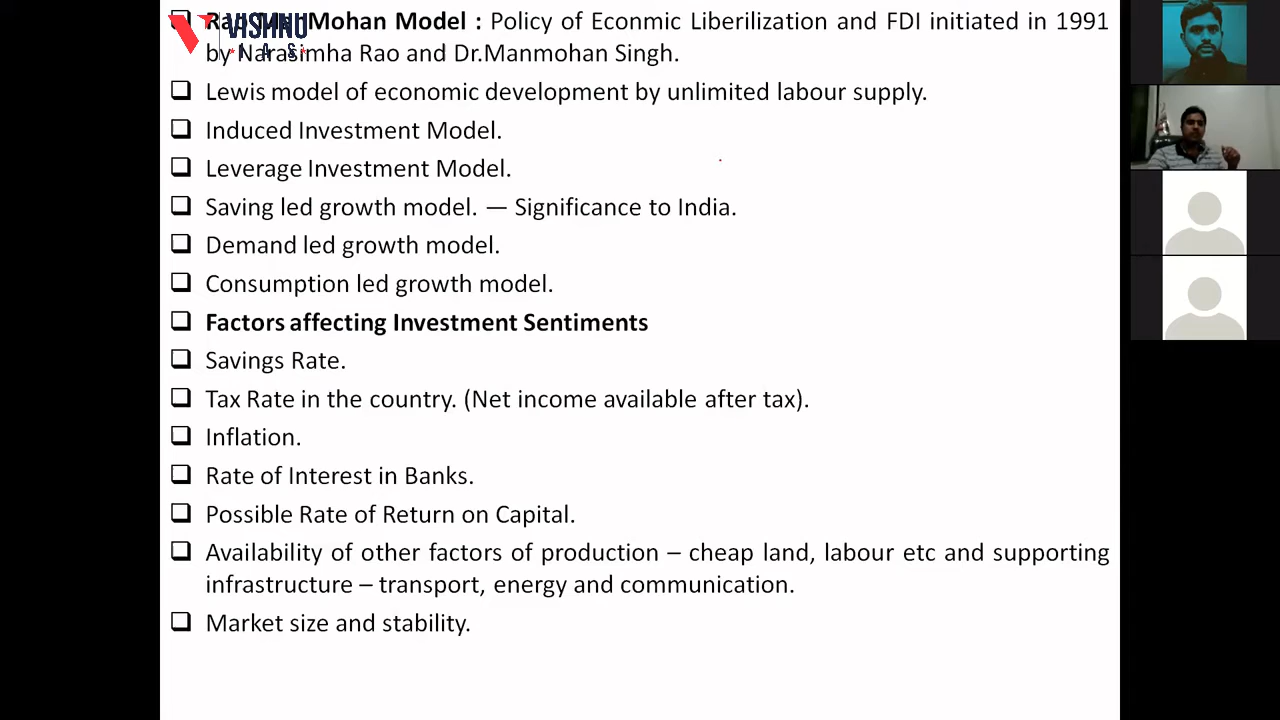 Mohan Model : Policy of Econmic Liberilization and FDI initiated in 1991
VISHNU
IAS
by Narasimha Rao and Dr.Manmohan Singh.
Lewis model of economic development by unlimited labour supply.
Induced Investment Model.
Leverage Investment Model.
Saving led growth model. — Significance to India.
Demand led growth model.
Consumption led growth model.
Factors affecting Investment Sentiments
Savings Rate.
Tax Rate in the country. (Net income available after tax).
Inflation.
Rate of Interest in Banks.
Possible Rate of Return on Capital.
Availability of other factors of production – cheap land, labour etc and supporting
infrastructure – transport, energy and communication.
Market size and stability.